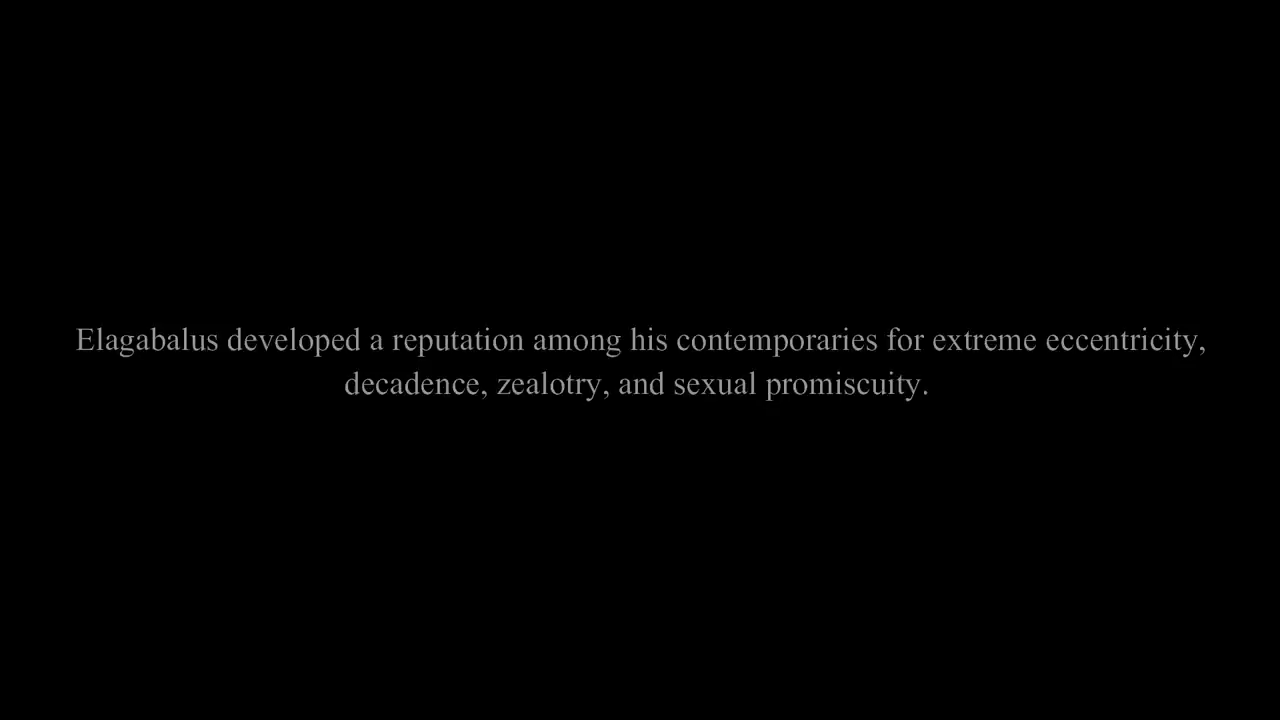 Elagabalus developed a reputation among his contemporaries for extreme eccentricity,
decadence, zealotry, and sexual promiscuity.